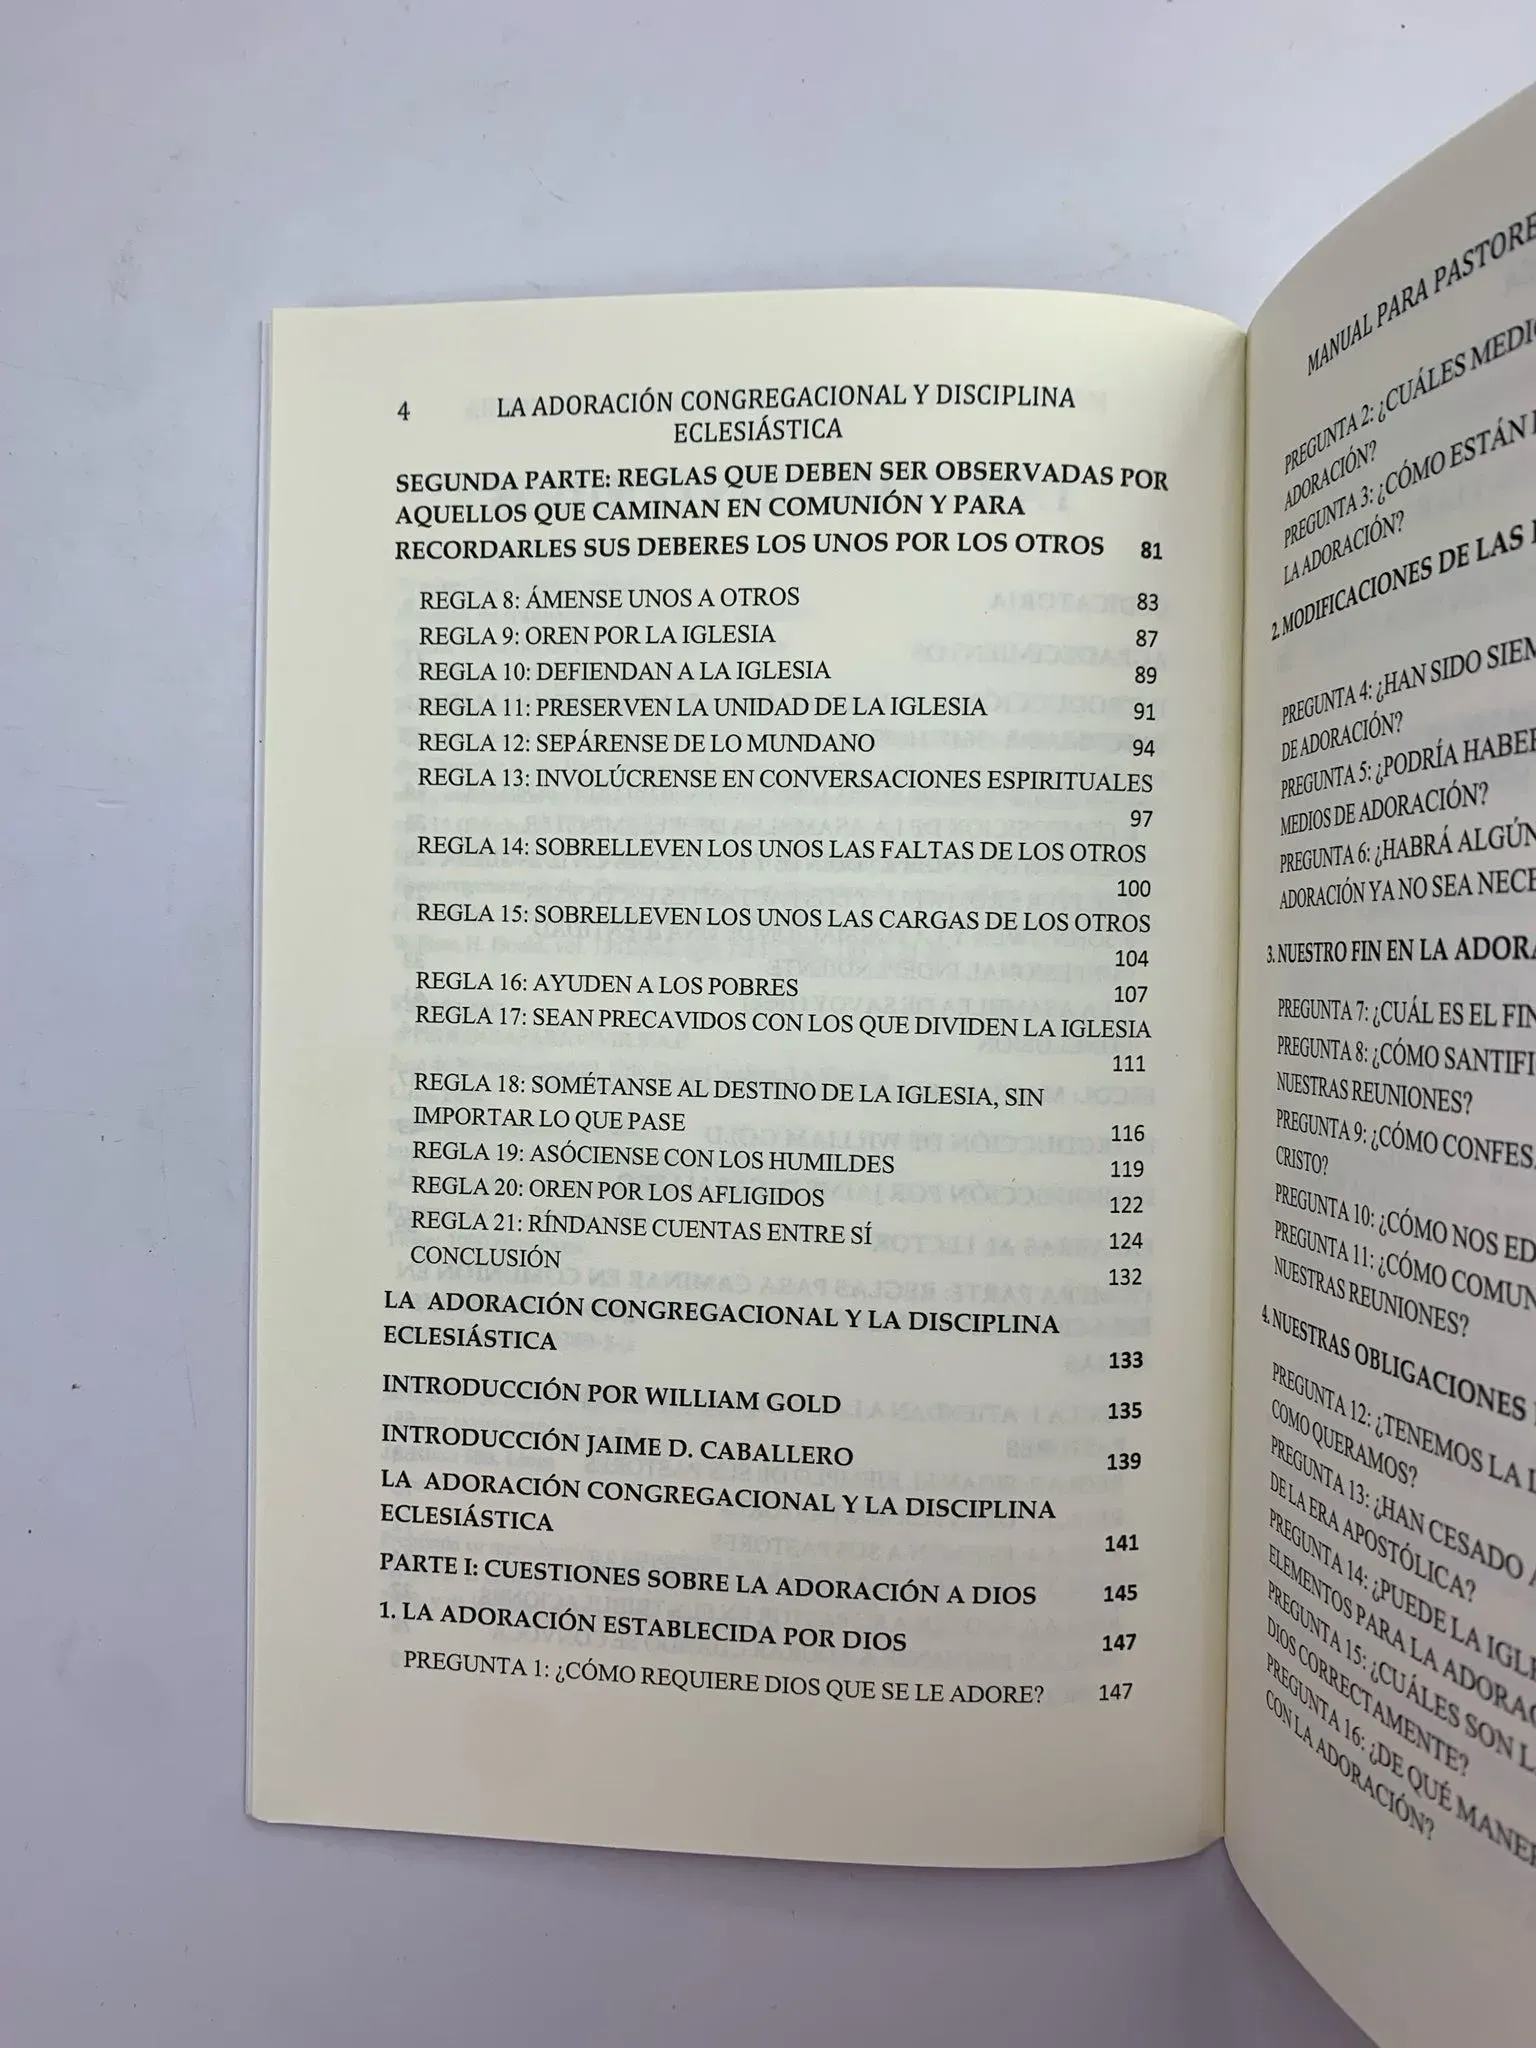 4 LA ADORACIÓN CONGREGACIONAL Y DISCIPLINA
ECLESIÁSTICA
SEGUNDA PARTE: REGLAS QUE DEBEN SER OBSERVADAS POR
AQUELLOS QUE CAMINAN EN COMUNIÓN Y PARA
RECORDARLES SUS DEBERES LOS UNOS POR LOS OTROS 81
REGLA 8: ÁMENSE UNOS A OTROS 83
REGLA 9: OREN POR LA IGLESIA 87
REGLA 10: DEFIENDAN A LA IGLESIA 89
REGLA 11: PRESERVEN LA UNIDAD DE LA IGLESIA 91
REGLA 12: SEPÁRENSE DE LO MUNDANO 94
REGLA 13: INVOLÚCRENSE EN CONVERSACIONES ESPIRITUALES
97
REGLA 14: SOBRELLEVEN LOS UNOS LAS FALTAS DE LOS OTROS
100
REGLA 15: SOBRELLEVEN LOS UNOS LAS CARGAS DE LOS OTROS
104
REGLA 16: AYUDEN A LOS POBRES 107
REGLA 17: SEAN PRECAVIDOS CON LOS QUE DIVIDEN LA IGLESIA
111
REGLA 18: SOMÉTANSE AL DESTINO DE LA IGLESIA, SIN
IMPORTAR LO QUE PASE 116
REGLA 19: ASÓCIENSE CON LOS HUMILDES 119
REGLA 20: OREN POR LOS AFLIGIDOS 122
REGLA 21: RÍNDANSE CUENTAS ENTRE SÍ 124
CONCLUSIÓN 132
LA ADORACIÓN CONGREGACIONAL Y LA DISCIPLINA
ECLESIÁSTICA 133
INTRODUCCIÓN POR WILLIAM GOLD 135
INTRODUCCIÓN JAIME D. CABALLERO 139
LA ADORACIÓN CONGREGACIONAL Y LA DISCIPLINA
ECLESIÁSTICA 141
PARTE I: CUESTIONES SOBRE LA ADORACIÓN A DIOS 145
1. LA ADORACIÓN ESTABLECIDA POR DIOS 147
PREGUNTA 1: ¿CÓMO REQUIERE DIOS QUE SE LE ADORE? 147
MANUAL PARA
PREGUNTA 2: ¿CUÁLES
ADORACIÓN?
PREGUNTA 3: ¿CÓMO ESTÁN
LA ADORACIÓN?
2. MODIFICACIONES DE LAS
PREGUNTA 4: ¿HAN SIDO
DE ADORACIÓN?
PREGUNTA 5: ¿PODRÍA
MEDIOS DE ADORACIÓN?
PREGUNTA 6: ¿HABRÁ
ADORACIÓN YA NO SEA
3. NUESTRO FIN EN LA
PREGUNTA 7: ¿CUÁL ES EL FIN
PREGUNTA 8: ¿CÓMO
NUESTRAS REUNIONES?
PREGUNTA 9: ¿CÓMO
CRISTO?
PREGUNTA 10: ¿CÓMO NOS
PREGUNTA 11: ¿CÓMO
NUESTRAS REUNIONES?
4. NUESTRAS OBLIGACIONES
PREGUNTA 12: ¿TENEMOS LA
COMO QUERAMOS?
PREGUNTA 13: ¿HAN CESADO
DE LA ERA APOSTÓLICA?
PREGUNTA 14: ¿PUEDE LA
ELEMENTOS PARA LA
PREGUNTA 15: ¿CUÁLES SON
DIOS CORRECTAMENTE?
PREGUNTA 16: ¿DE QUÉ
CON LA ADORACIÓN?